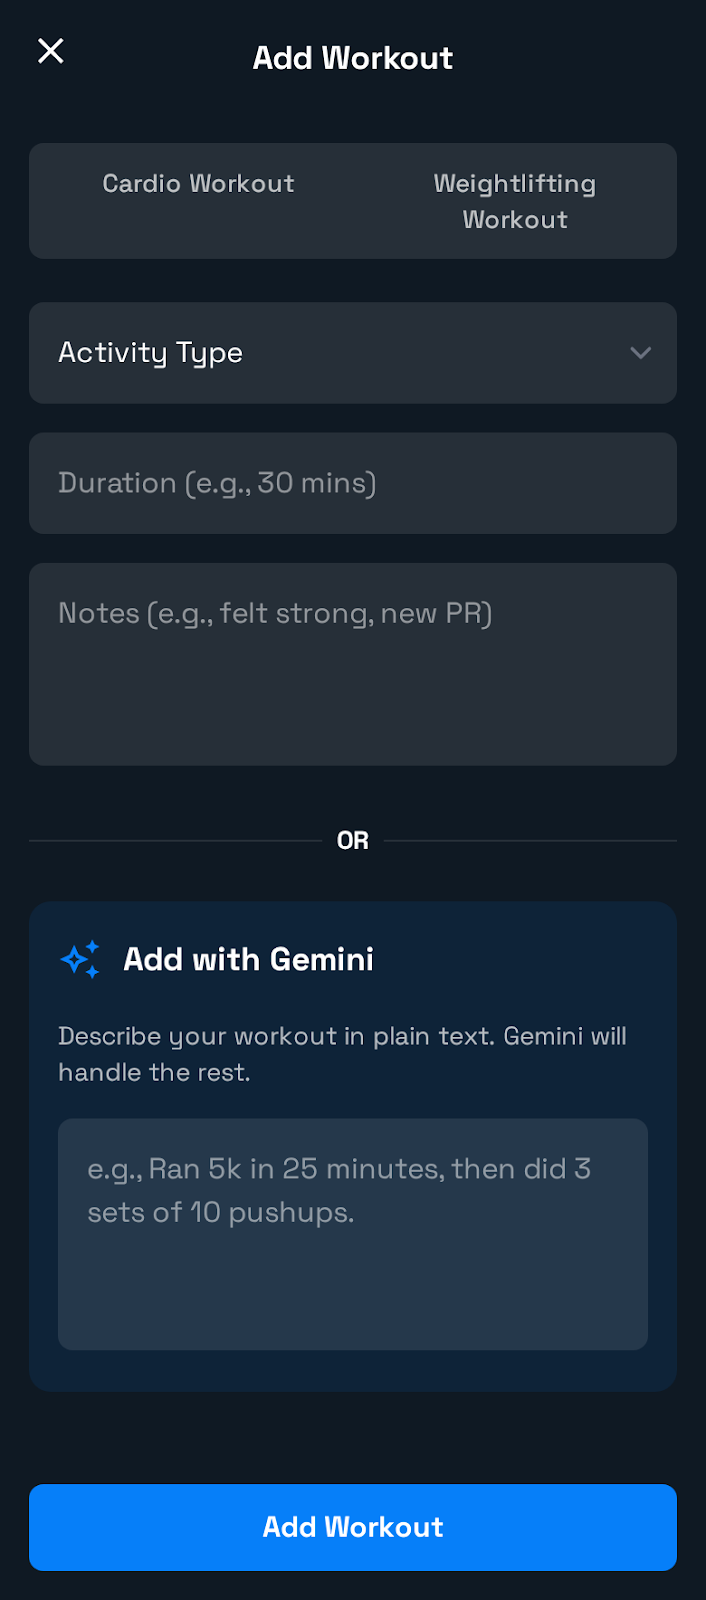 Add Workout
Cardio Workout
Weightlifting
Workout
Activity Type
Duration (e.g., 30 mins)
Notes (e.g., felt strong, new PR)
OR
Add with Gemini
Describe your workout in plain text. Gemini will
handle the rest.
e.g., Ran 5k in 25 minutes, then did 3
sets of 10 pushups.
Add Workout